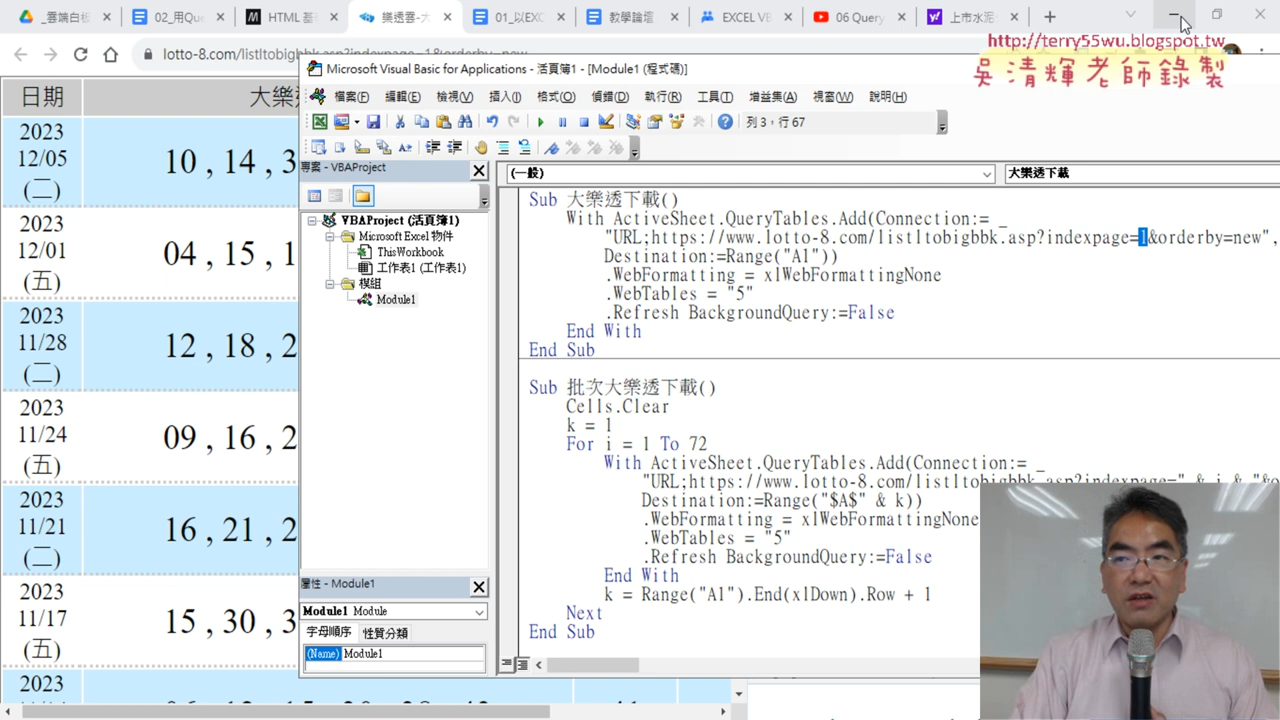 _雲端白板
02_用Qu
HTML 基
樂透雲-大
01_以EXC
教學論壇
EXCEL VB
06 Query
上市水泥
lotto-8.com/listltobigbbk.asp?indexpage=1&orderby=new
http://terry55wu.blogspot.tw
吳清輝老師錄製
Microsoft Visual Basic for Applications - 活頁簿1 - [Module1 (程式碼)]
檔案(F) 編輯(E) 檢視(V) 插入(I) 格式(O) 偵錯(D) 執行(R) 工具(T) 增益集(A) 視窗(W) 說明(H)
列 3，行 67
專案 - VBAProject
VBAProject (活頁簿1)
Microsoft Excel 物件
ThisWorkbook
工作表1 (工作表1)
模組
Module1
屬性 - Module1
Module1 Module
字母順序 性質分類
(Name) Module1
(一般)
大樂透下載
Sub 大樂透下載()
With ActiveSheet.QueryTables.Add(Connection:= _
"URL;https://www.lotto-8.com/listltobigbbk.asp?indexpage=1&orderby=new",
Destination:=Range("A1"))
.WebFormatting = xlWebFormattingNone
.WebTables = "5"
.Refresh BackgroundQuery:=False
End With
End Sub
Sub 批次大樂透下載()
Cells.Clear
k = 1
For i = 1 To 72
With ActiveSheet.QueryTables.Add(Connection:= _
"URL;https://www.lotto-8.com/listltobigbbk.asp?indexpage=" & i & "&o
Destination:=Range("$A$" & k))
.WebFormatting = xlWebFormattingNone
.WebTables = "5"
.Refresh BackgroundQuery:=False
End With
k = Range("A1").End(xlDown).Row + 1
Next
End Sub
日期
大樂
2023
12/05
(二)
10 , 14 , 3
2023
12/01
(五)
04 , 15 , 1
2023
11/28
(二)
12 , 18 , 2
2023
11/24
(五)
09 , 16 , 2
2023
11/21
(二)
16 , 21 , 2
2023
11/17
(五)
15 , 30 , 3
2023